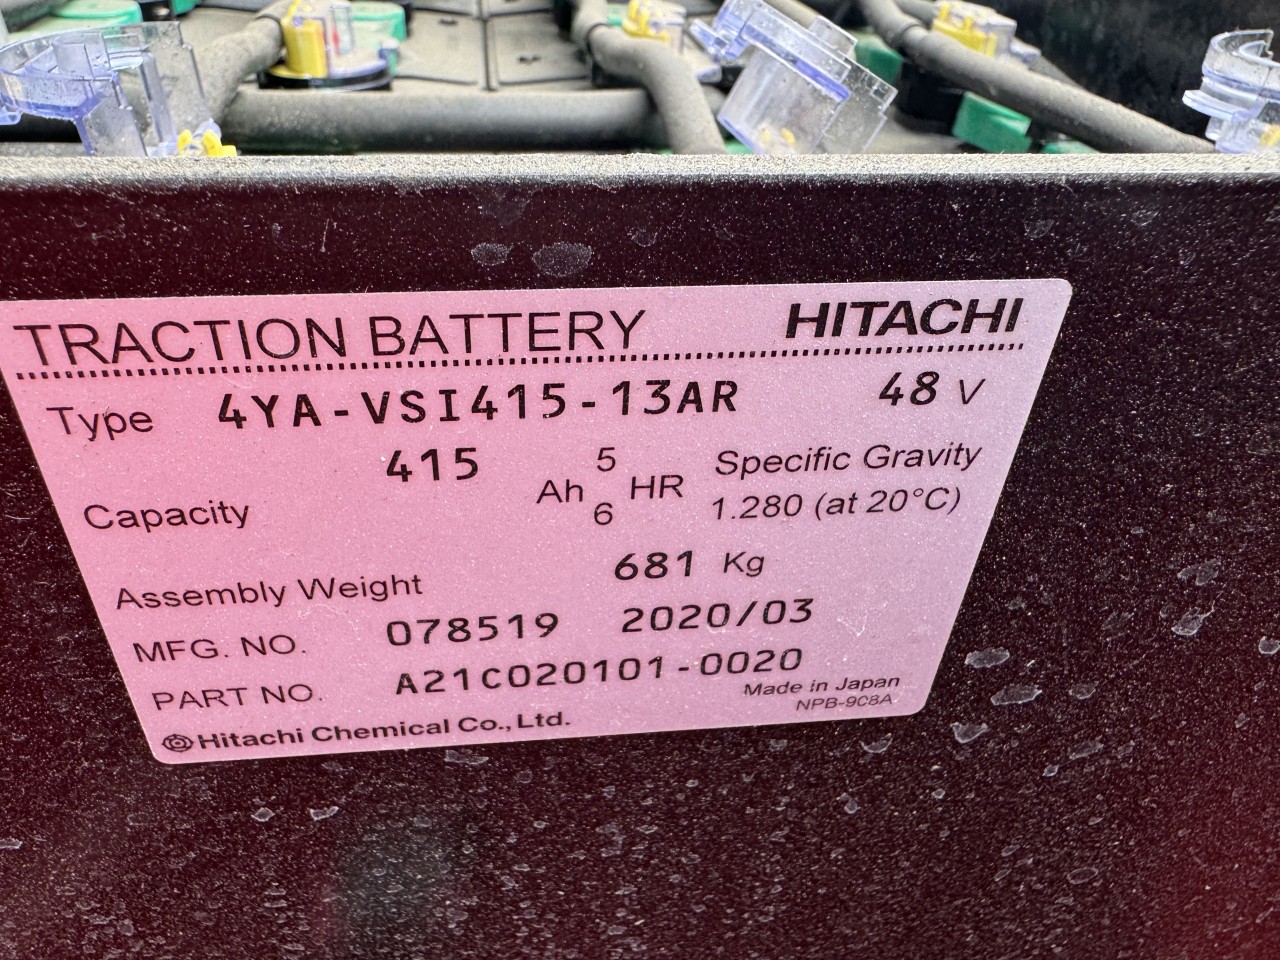 TRACTION BATTERY HITACHI
Type 4YA-VSI415-13AR 48 V
Capacity 415 Ah 5 6 HR Specific Gravity
1.280 (at 20°C)
Assembly Weight 681 Kg
MFG. NO. 078519 2020/03
PART NO. A21C020101-0020
Made in Japan
Hitachi Chemical Co., Ltd. NPB-908A